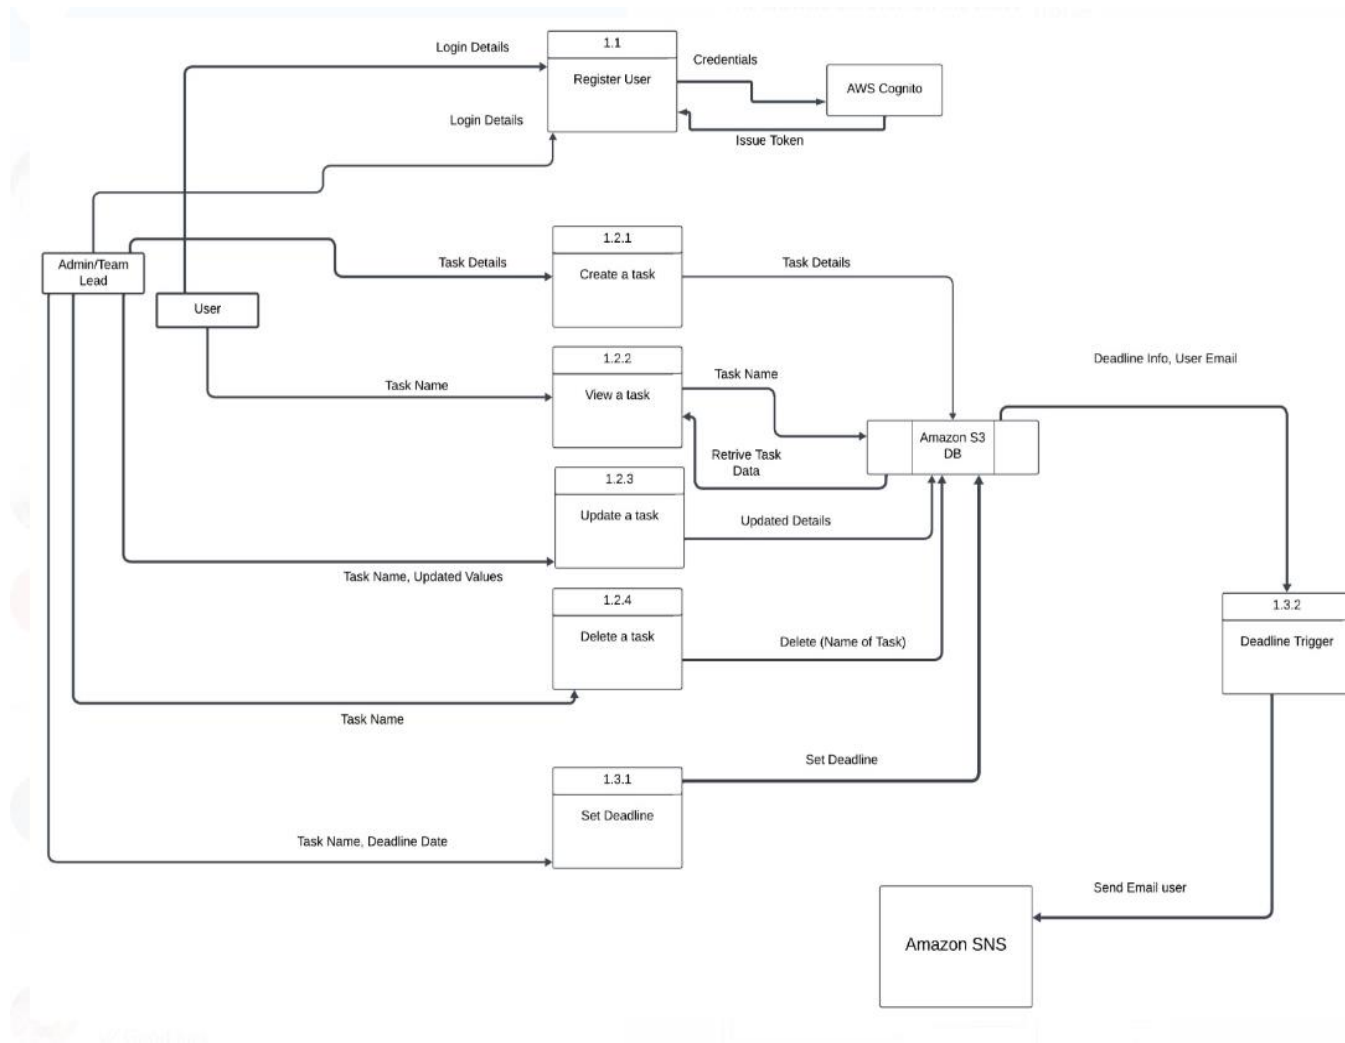 Login Details
1.1
Register User
Credentials
AWS Cognito
Login Details
Issue Token
Admin/Team
Lead
User
Task Details
1.2.1
Create a task
Task Details
1.2.2
View a task
Task Name
Task Name
Retrive Task
Data
Amazon S3
DB
Deadline Info, User Email
1.2.3
Update a task
Updated Details
Task Name, Updated Values
1.2.4
Delete a task
Delete (Name of Task)
Task Name
1.3.2
Deadline Trigger
1.3.1
Set Deadline
Set Deadline
Task Name, Deadline Date
Send Email user
Amazon SNS